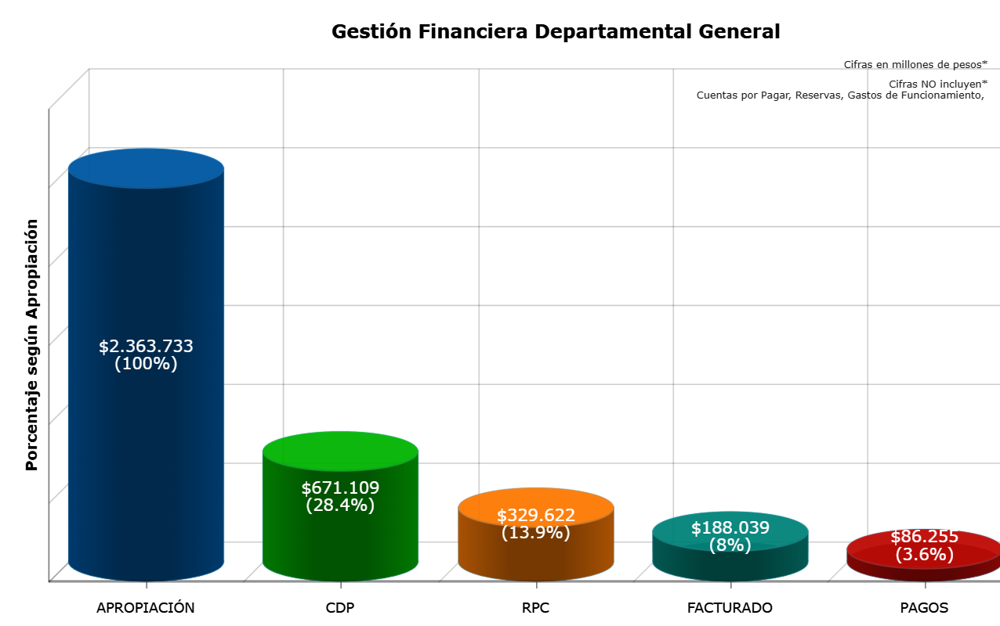 Gestión Financiera Departamental General
Cifras en millones de pesos*
Cifras NO incluyen*
Cuentas por Pagar, Reservas, Gastos de Funcionamiento,
Porcentaje según Apropiación
$2.363.733
(100%)
$671.109
(28.4%)
$329.622
(13.9%)
$188.039
(8%)
$86.255
(3.6%)
APROPIACIÓN
CDP
RPC
FACTURADO
PAGOS